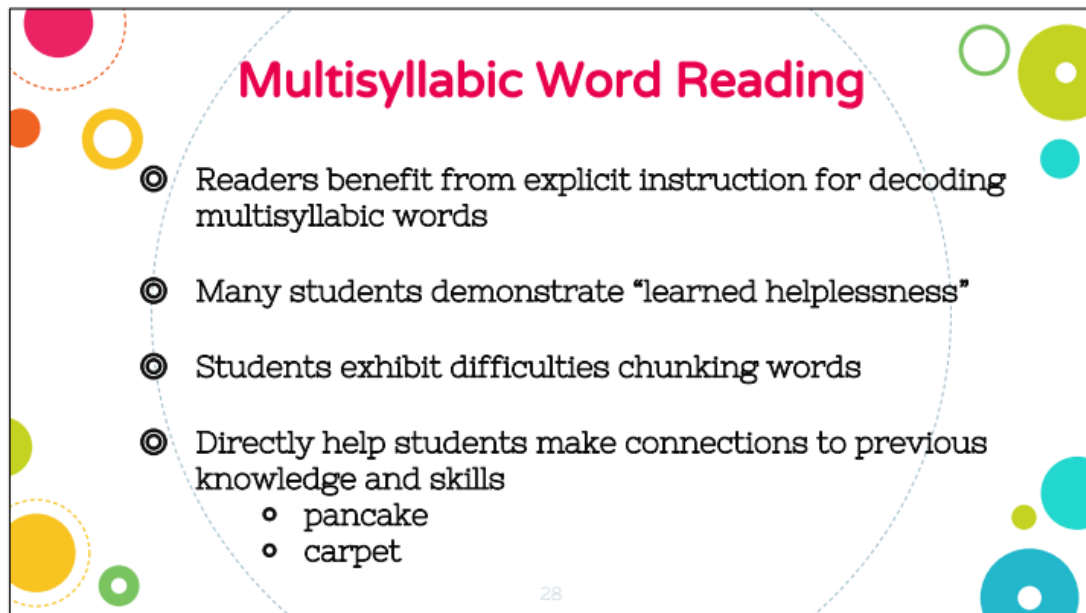 Multisyllabic Word Reading
Readers benefit from explicit instruction for decoding
multisyllabic words
Many students demonstrate “learned helplessness”
Students exhibit difficulties chunking words
Directly help students make connections to previous
knowledge and skills
pancake
carpet
28